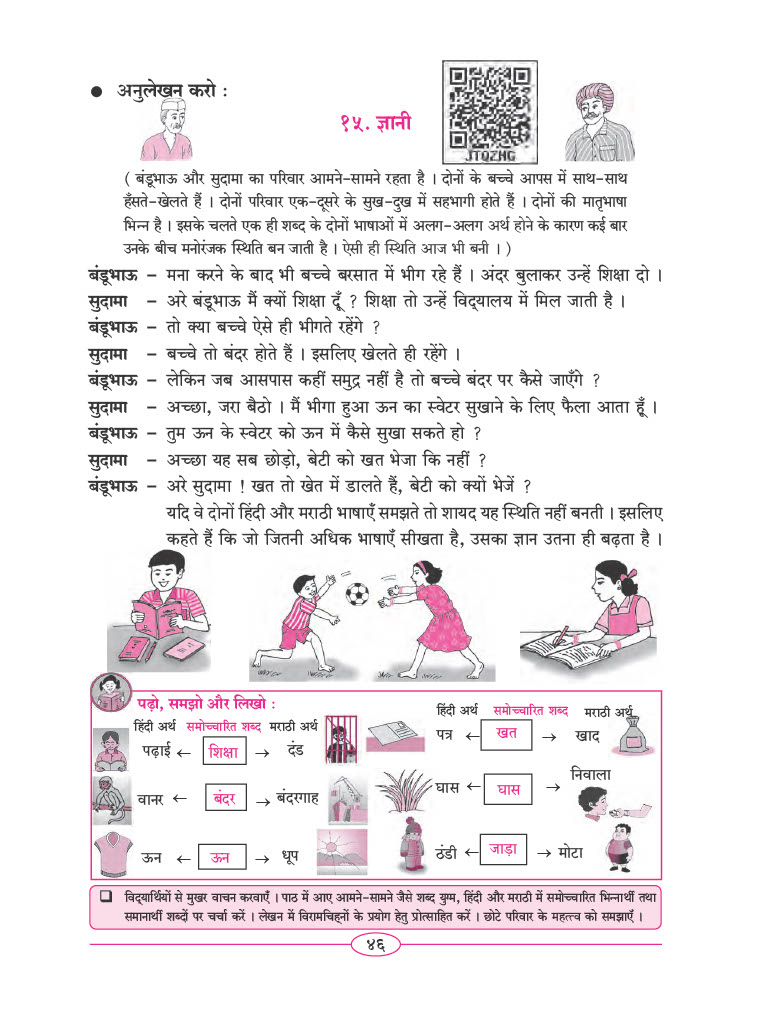 ● अनुलेखन करो :
१५. ज्ञानी
JTQZHG
( बंडूभाऊ और सुदामा का परिवार आमने-सामने रहता है । दोनों के बच्चे आपस में साथ-साथ
हँसते-खेलते हैं । दोनों परिवार एक-दूसरे के सुख-दुख में सहभागी होते हैं । दोनों की मातृभाषा
भिन्न है । इसके चलते एक ही शब्द के दोनों भाषाओं में अलग-अलग अर्थ होने के कारण कई बार
उनके बीच मनोरंजक स्थिति बन जाती है । ऐसी ही स्थिति आज भी बनी । )
बंडूभाऊ – मना करने के बाद भी बच्चे बरसात में भीग रहे हैं । अंदर बुलाकर उन्हें शिक्षा दो ।
सुदामा – अरे बंडूभाऊ मैं क्यों शिक्षा दूँ ? शिक्षा तो उन्हें विद्यालय में मिल जाती है ।
बंडूभाऊ – तो क्या बच्चे ऐसे ही भीगते रहेंगे ?
सुदामा – बच्चे तो बंदर होते हैं । इसलिए खेलते ही रहेंगे ।
बंडूभाऊ – लेकिन जब आसपास कहीं समुद्र नहीं है तो बच्चे बंदर पर कैसे जाएँगे ?
सुदामा – अच्छा, जरा बैठो । मैं भीगा हुआ ऊन का स्वेटर सुखाने के लिए फैला आता हूँ ।
बंडूभाऊ – तुम ऊन के स्वेटर को ऊन में कैसे सुखा सकते हो ?
सुदामा – अच्छा यह सब छोड़ो, बेटी को खत भेजा कि नहीं ?
बंडूभाऊ – अरे सुदामा ! खत तो खेत में डालते हैं, बेटी को क्यों भेजें ?
यदि वे दोनों हिंदी और मराठी भाषाएँ समझते तो शायद यह स्थिति नहीं बनती । इसलिए
कहते हैं कि जो जितनी अधिक भाषाएँ सीखता है, उसका ज्ञान उतना ही बढ़ता है ।
पढ़ो, समझो और लिखो :
हिंदी अर्थ समोच्चारित शब्द मराठी अर्थ
पढ़ाई ← शिक्षा → दंड
वानर ← बंदर → बंदरगाह
ऊन ← ऊन → धूप
हिंदी अर्थ समोच्चारित शब्द मराठी अर्थ
पत्र ← खत → खाद
घास ← घास → निवाला
ठंडी ← जाड़ा → मोटा
❑ विद्यार्थियों से मुखर वाचन करवाएँ । पाठ में आए आमने-सामने जैसे शब्द युग्म, हिंदी और मराठी में समोच्चारित भिन्नार्थी तथा
समानार्थी शब्दों पर चर्चा करें । लेखन में विरामचिह्नों के प्रयोग हेतु प्रोत्साहित करें । छोटे परिवार के महत्त्व को समझाएँ ।
४६